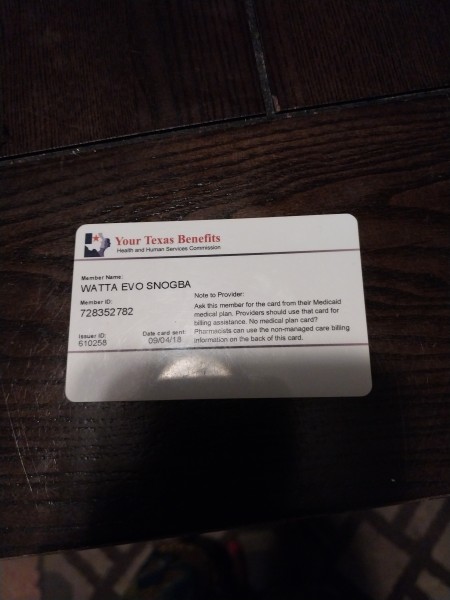 Your Texas Benefits
Health and Human Services Commission
Member Name:
WATTA EVO SNOGBA
Member ID:
728352782
Issuer ID:
610258
Date card sent:
09/04/18
Note to Provider:
Ask this member for the card from their Medicaid
medical plan. Providers should use that card for
billing assistance. No medical plan card?
Pharmacists can use the non-managed care billing
information on the back of this card.